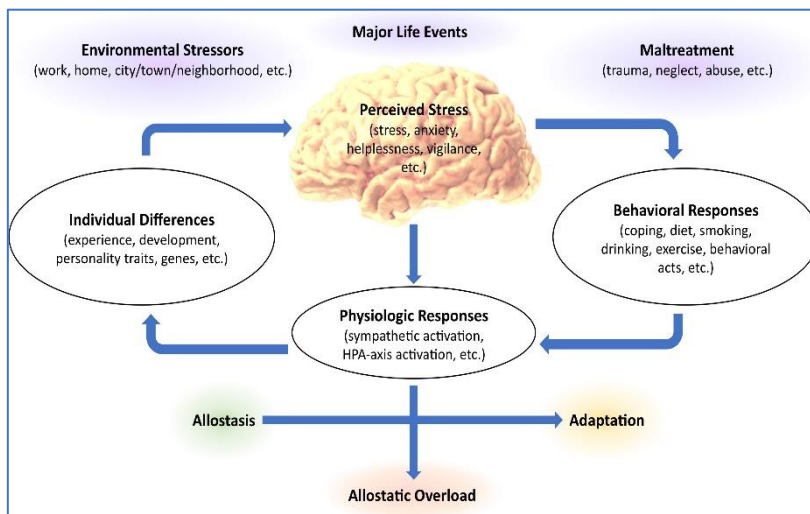 Major Life Events
Environmental Stressors
(work, home, city/town/neighborhood, etc.)
Maltreatment
(trauma, neglect, abuse, etc.)
Perceived Stress
(stress, anxiety,
helplessness, vigilance,
etc.)
Individual Differences
(experience, development,
personality traits, genes, etc.)
Behavioral Responses
(coping, diet, smoking,
drinking, exercise, behavioral
acts, etc.)
Physiologic Responses
(sympathetic activation,
HPA-axis activation, etc.)
Allostasis
Adaptation
Allostatic Overload